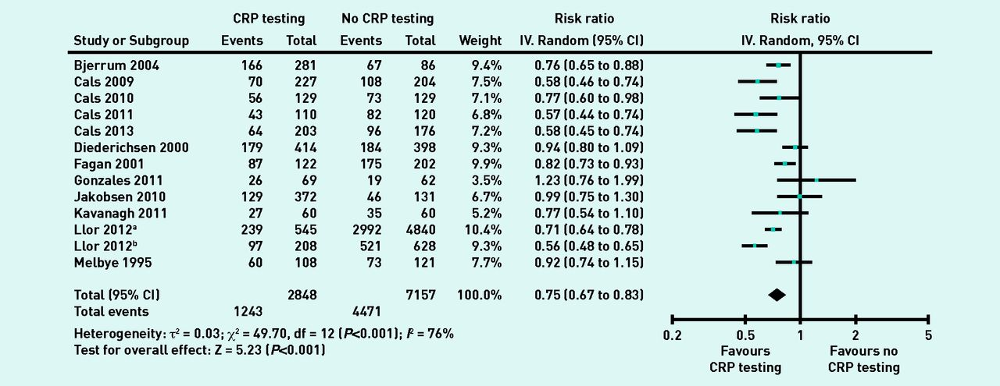 CRP testing No CRP testing Risk ratio Risk ratio
Study or Subgroup Events Total Events Total Weight IV. Random (95% CI) IV. Random, 95% CI
Bjerrum 2004 166 281 67 86 9.4% 0.76 (0.65 to 0.88)
Cals 2009 70 227 108 204 7.5% 0.58 (0.46 to 0.74)
Cals 2010 56 129 73 129 7.1% 0.77 (0.60 to 0.98)
Cals 2011 43 110 82 120 6.8% 0.57 (0.44 to 0.74)
Cals 2013 64 203 96 176 7.2% 0.58 (0.45 to 0.74)
Diederichsen 2000 179 414 184 398 9.3% 0.94 (0.80 to 1.09)
Fagan 2001 87 122 175 202 9.9% 0.82 (0.73 to 0.93)
Gonzales 2011 26 69 19 62 3.5% 1.23 (0.76 to 1.99)
Jakobsen 2010 129 372 46 131 6.7% 0.99 (0.75 to 1.30)
Kavanagh 2011 27 60 35 60 5.2% 0.77 (0.54 to 1.10)
Llor 2012ᵃ 239 545 2992 4840 10.4% 0.71 (0.64 to 0.78)
Llor 2012ᵇ 97 208 521 628 9.3% 0.56 (0.48 to 0.65)
Melbye 1995 60 108 73 121 7.7% 0.92 (0.74 to 1.15)
Total (95% CI) 2848 7157 100.0% 0.75 (0.67 to 0.83)
Total events 1243 4471
Heterogeneity: τ² = 0.03; χ² = 49.70, df = 12 (P<0.001); I² = 76%
Test for overall effect: Z = 5.23 (P<0.001)
0.2 0.5 1 2 5
Favours CRP testing
Favours no CRP testing